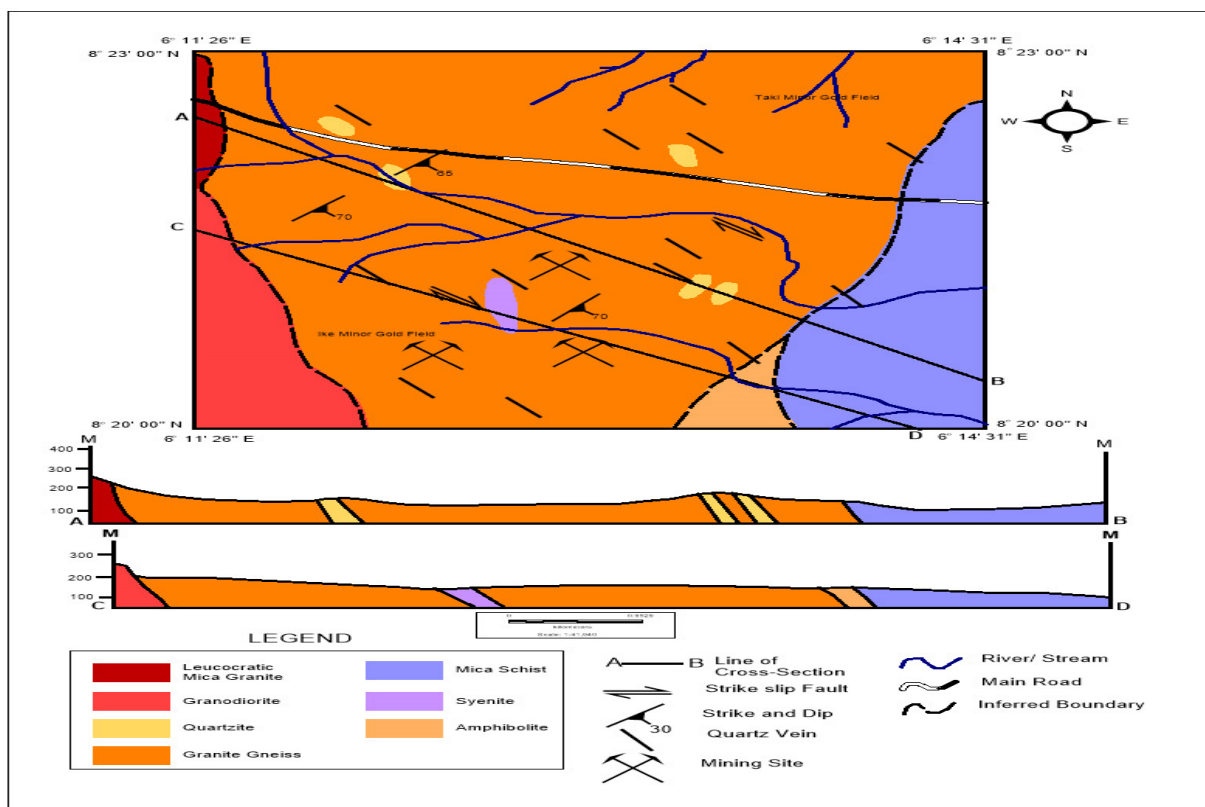 6° 11' 26" E
6° 14' 31" E
8° 23' 00" N
8° 23' 00" N
Taki Minor Gold Field
N
W
E
S
A
65
70
C
70
Ike Minor Gold Field
B
8° 20' 00" N
8° 20' 00" N
6° 11' 26" E
D
6° 14' 31" E
M
M
400
300
200
100
A
B
M
M
300
200
100
C
D
0
kilometers
LEGEND
Leucocratic
Mica Granite
Granodiorite
Quartzite
Granite Gneiss
Mica Schist
Syenite
Amphibolite
A
B
Line of
Cross-Section
Strike slip Fault
Strike and Dip
30
Quartz Vein
Mining Site
River/ Stream
Main Road
Inferred Boundary